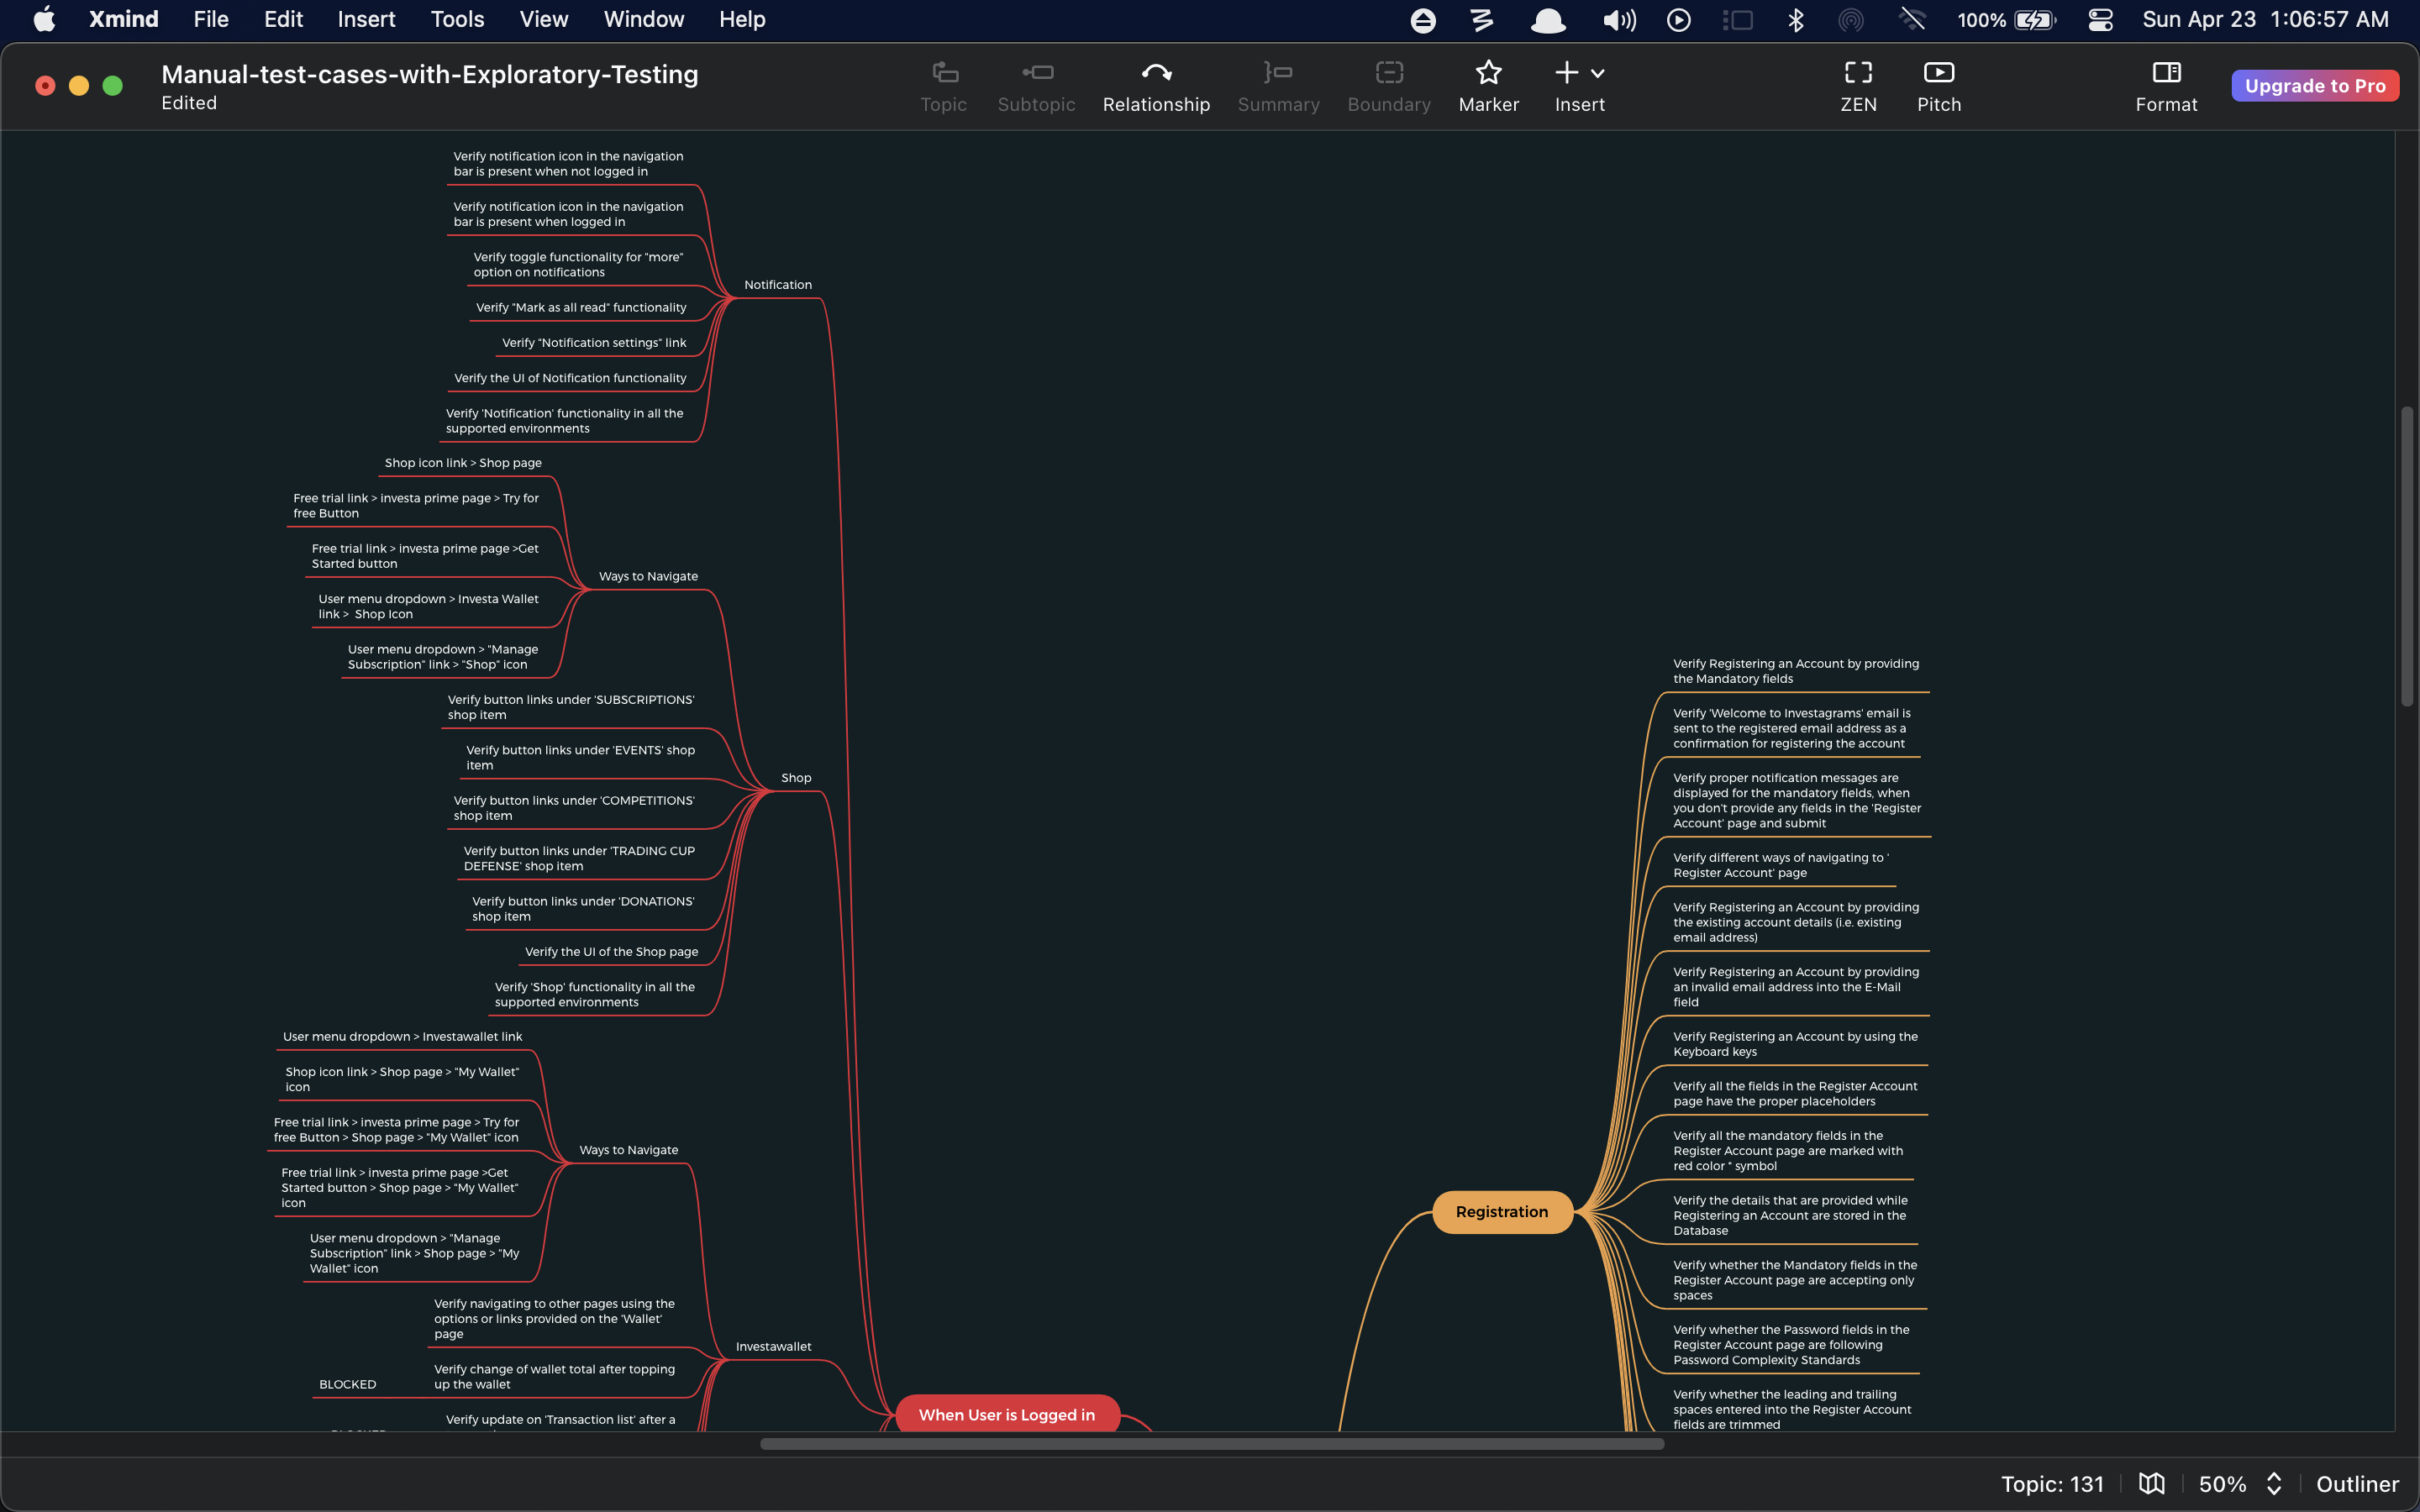 Xmind File Edit Insert Tools View Window Help
100% Sun Apr 23 1:06:57 AM
Manual-test-cases-with-Exploratory-Testing
Edited
Topic Subtopic Relationship Summary Boundary Marker Insert
ZEN Pitch Format Upgrade to Pro
Verify notification icon in the navigation
bar is present when not logged in
Verify notification icon in the navigation
bar is present when logged in
Verify toggle functionality for "more"
option on notifications
Verify "Mark as all read" functionality
Verify "Notification settings" link
Verify the UI of Notification functionality
Verify 'Notification' functionality in all the
supported environments
Notification
Shop icon link > Shop page
Free trial link > investa prime page > Try for
free Button
Free trial link > investa prime page >Get
Started button
User menu dropdown > Investa Wallet
link >  Shop Icon
User menu dropdown > "Manage
Subscription" link > "Shop" icon
Ways to Navigate
Verify button links under 'SUBSCRIPTIONS'
shop item
Verify button links under 'EVENTS' shop
item
Verify button links under 'COMPETITIONS'
shop item
Verify button links under 'TRADING CUP
DEFENSE' shop item
Verify button links under 'DONATIONS'
shop item
Verify the UI of the Shop page
Verify 'Shop' functionality in all the
supported environments
Shop
User menu dropdown > Investawallet link
Shop icon link > Shop page > "My Wallet"
icon
Free trial link > investa prime page > Try for
free Button > Shop page > "My Wallet" icon
Free trial link > investa prime page >Get
Started button > Shop page > "My Wallet"
icon
User menu dropdown > "Manage
Subscription" link > Shop page > "My
Wallet" icon
Ways to Navigate
Verify navigating to other pages using the
options or links provided on the 'Wallet'
page
Verify change of wallet total after topping
up the wallet
BLOCKED
Verify update on 'Transaction list' after a
Investawallet
When User is Logged in
Registration
Verify Registering an Account by providing
the Mandatory fields
Verify 'Welcome to Investagrams' email is
sent to the registered email address as a
confirmation for registering the account
Verify proper notification messages are
displayed for the mandatory fields, when
you don't provide any fields in the 'Register
Account' page and submit
Verify different ways of navigating to '
Register Account' page
Verify Registering an Account by providing
the existing account details (i.e. existing
email address)
Verify Registering an Account by providing
an invalid email address into the E-Mail
field
Verify Registering an Account by using the
Keyboard keys
Verify all the fields in the Register Account
page have the proper placeholders
Verify all the mandatory fields in the
Register Account page are marked with
red color * symbol
Verify the details that are provided while
Registering an Account are stored in the
Database
Verify whether the Mandatory fields in the
Register Account page are accepting only
spaces
Verify whether the Password fields in the
Register Account page are following
Password Complexity Standards
Verify whether the leading and trailing
spaces entered into the Register Account
fields are trimmed
Topic: 131 50% Outliner